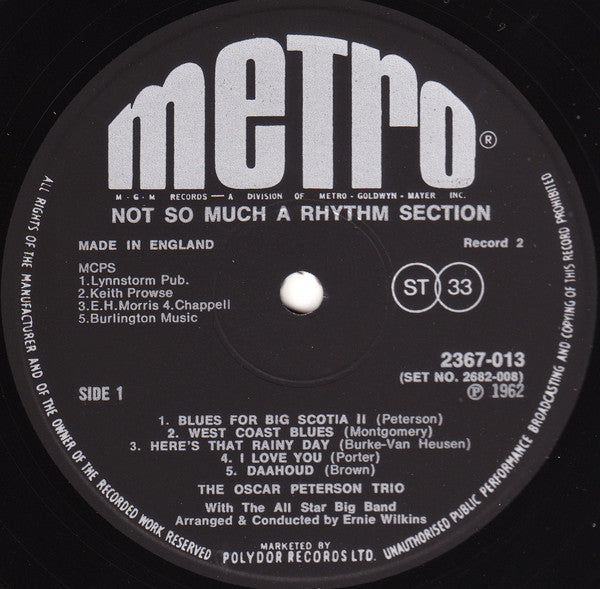 metro ®
M-G-M RECORDS — A DIVISION OF METRO-GOLDWYN-MAYER INC.
NOT SO MUCH A RHYTHM SECTION
MADE IN ENGLAND
Record 2
MCPS
1.Lynnstorm Pub.
2.Keith Prowse
3.E.H.Morris 4.Chappell
5.Burlington Music
ST 33
2367-013
(SET NO. 2682-008)
SIDE 1
℗ 1962
1. BLUES FOR BIG SCOTIA II (Peterson)
2. WEST COAST BLUES (Montgomery)
3. HERE'S THAT RAINY DAY (Burke-Van Heusen)
4. I LOVE YOU (Porter)
5. DAAHOUD (Brown)
THE OSCAR PETERSON TRIO
With The All Star Big Band
Arranged & Conducted by Ernie Wilkins
MARKETED BY
POLYDOR RECORDS LTD.
ALL RIGHTS OF THE MANUFACTURER AND OF THE OWNER OF THE RECORDED WORK RESERVED
UNAUTHORISED PUBLIC PERFORMANCE BROADCASTING AND COPYING OF THIS RECORD PROHIBITED